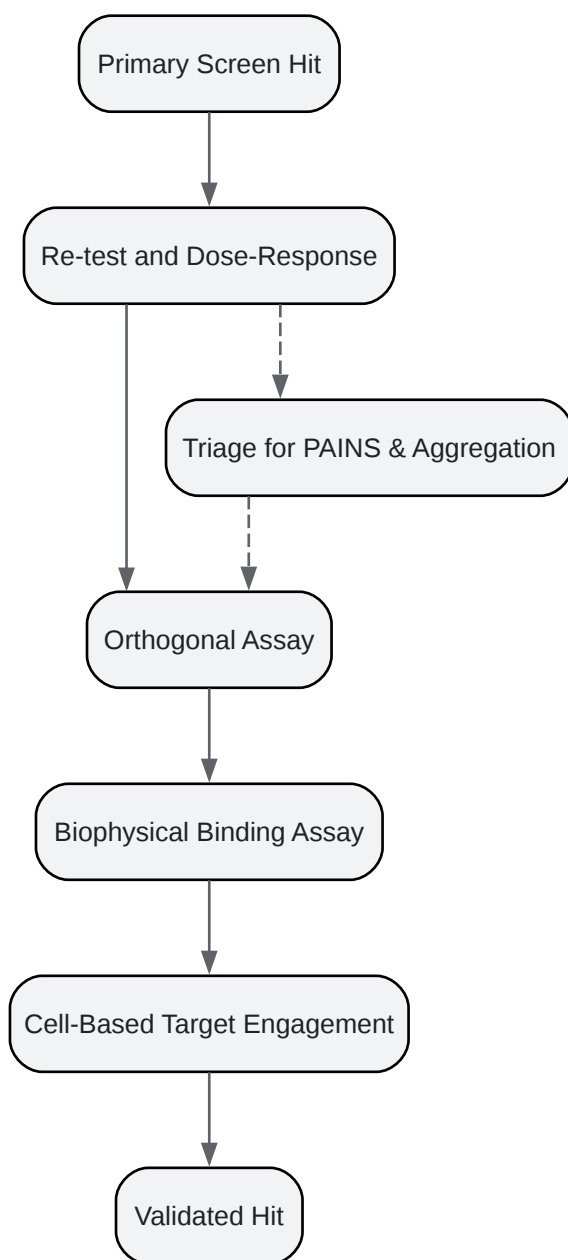 Primary Screen Hit
Re-test and Dose-Response
Triage for PAINS & Aggregation
Orthogonal Assay
Biophysical Binding Assay
Cell-Based Target Engagement
Validated Hit